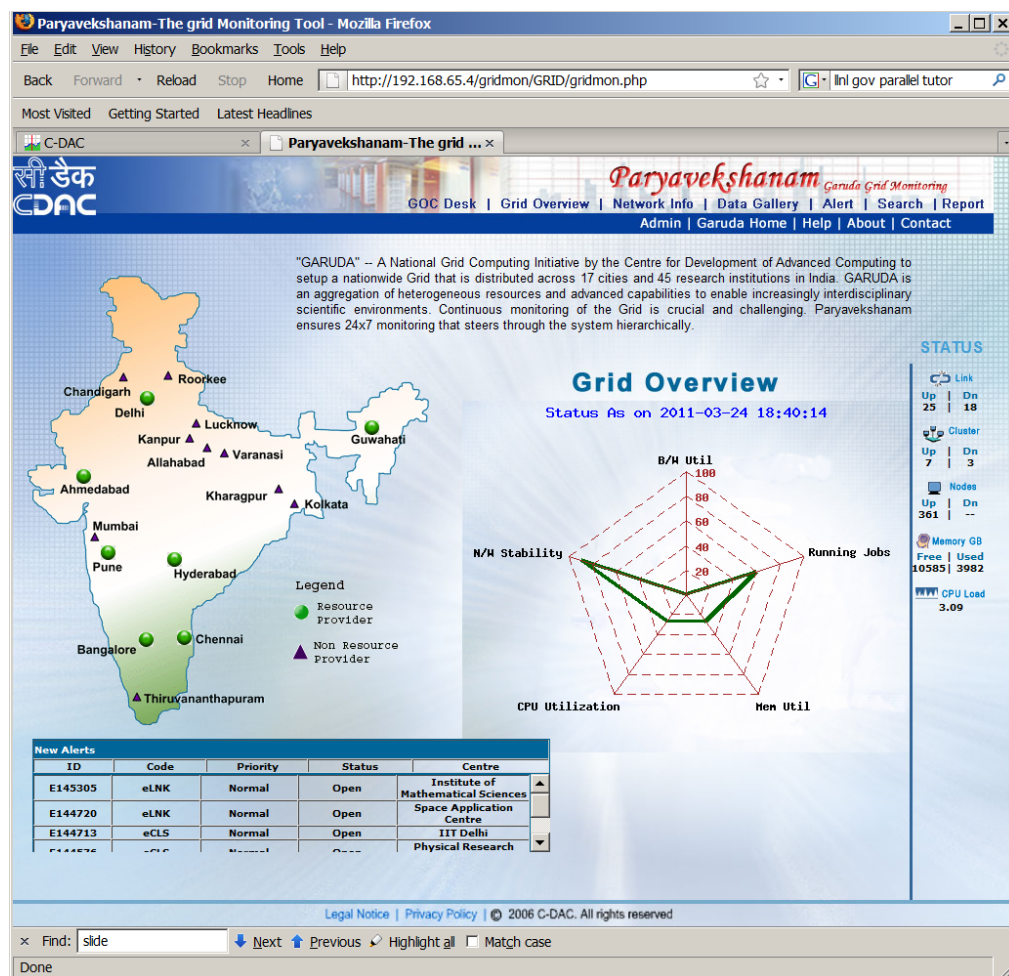 Paryavekshanam-The grid Monitoring Tool - Mozilla Firefox
File Edit View History Bookmarks Tools Help
Back Forward Reload Stop Home http://192.168.65.4/gridmon/GRID/gridmon.php G llnl gov parallel tutor
Most Visited Getting Started Latest Headlines
C-DAC × Paryavekshanam-The grid ... ×
सी डैक
CDAC
Paryavekshanam Garuda Grid Monitoring
GOC Desk | Grid Overview | Network Info | Data Gallery | Alert | Search | Report
Admin | Garuda Home | Help | About | Contact
"GARUDA" -- A National Grid Computing Initiative by the Centre for Development of Advanced Computing to
setup a nationwide Grid that is distributed across 17 cities and 45 research institutions in India. GARUDA is
an aggregation of heterogeneous resources and advanced capabilities to enable increasingly interdisciplinary
scientific environments. Continuous monitoring of the Grid is crucial and challenging. Paryavekshanam
ensures 24x7 monitoring that steers through the system hierarchically.
Chandigarh
Roorkee
Delhi
Lucknow
Kanpur
Allahabad
Varanasi
Guwahati
Ahmedabad
Kharagpur
Kolkata
Mumbai
Pune
Hyderabad
Bangalore
Chennai
Thiruvananthapuram
Legend
Resource
Provider
Non Resource
Provider
Grid Overview
Status As on 2011-03-24 18:40:14
B/W Util
100
80
60
40
20
N/W Stability
Running Jobs
CPU Utilization
Mem Util
STATUS
Link
Up | Dn
25 | 18
Cluster
Up | Dn
7 | 3
Nodes
Up | Dn
361 | --
Memory GB
Free | Used
10585| 3982
CPU Load
3.09
New Alerts
ID Code Priority Status Centre
E145305 eLNK Normal Open Institute of
Mathematical Sciences
E144720 eLNK Normal Open Space Application
Centre
E144713 eCLS Normal Open IIT Delhi
E144576 eCLS Normal Open Physical Research
Legal Notice | Privacy Policy | © 2006 C-DAC. All rights reserved
× Find: slide Next Previous Highlight all Match case
Done